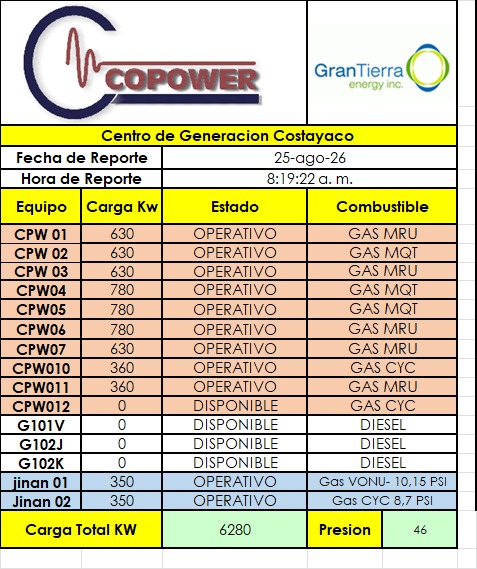 COPOWER
GranTierra
energy inc.
Centro de Generacion Costayaco
Fecha de Reporte 25-ago-26
Hora de Reporte 8:19:22 a. m.
Equipo Carga Kw Estado Combustible
CPW 01 630 OPERATIVO GAS MRU
CPW 02 630 OPERATIVO GAS MQT
CPW 03 630 OPERATIVO GAS MRU
CPW04 780 OPERATIVO GAS MQT
CPW05 780 OPERATIVO GAS MQT
CPW06 780 OPERATIVO GAS MRU
CPW07 630 OPERATIVO GAS MRU
CPW010 360 OPERATIVO GAS CYC
CPW011 360 OPERATIVO GAS MRU
CPW012 0 DISPONIBLE GAS CYC
G101V 0 DISPONIBLE DIESEL
G102J 0 DISPONIBLE DIESEL
G102K 0 DISPONIBLE DIESEL
jinan 01 350 OPERATIVO Gas VONU- 10,15 PSI
Jinan 02 350 OPERATIVO Gas CYC 8,7 PSI
Carga Total KW 6280 Presion 46